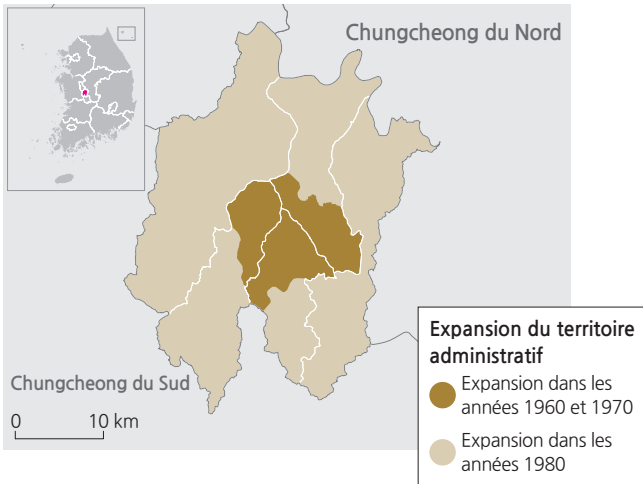 Chungcheong du Nord
Chungcheong du Sud
0 10 km
Expansion du territoire
administratif
Expansion dans les
années 1960 et 1970
Expansion dans les
années 1980